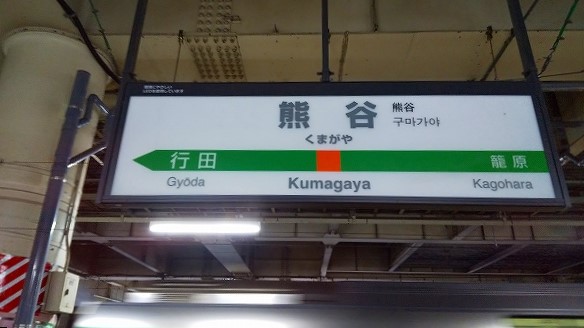 熊谷
熊谷
구마가야
くまがや
行田
籠原
Gyōda
Kumagaya
Kagohara